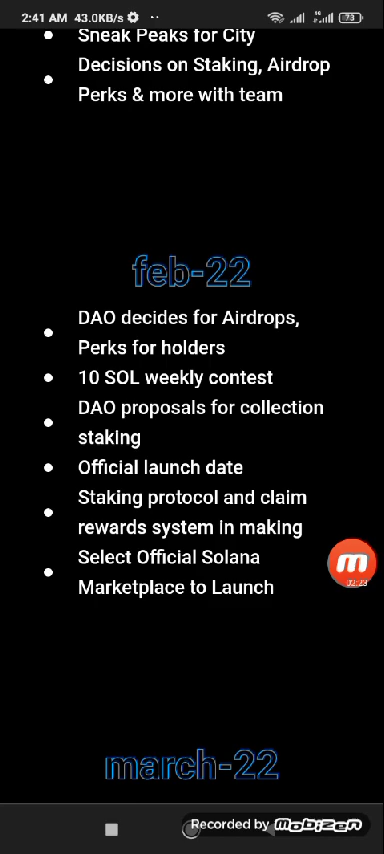 2:41 AM 43.0KB/s 73
Sneak Peaks for City
Decisions on Staking, Airdrop
Perks & more with team
feb-22
DAO decides for Airdrops,
Perks for holders
10 SOL weekly contest
DAO proposals for collection
staking
Official launch date
Staking protocol and claim
rewards system in making
Select Official Solana
Marketplace to Launch
march-22
Recorded by mobizen